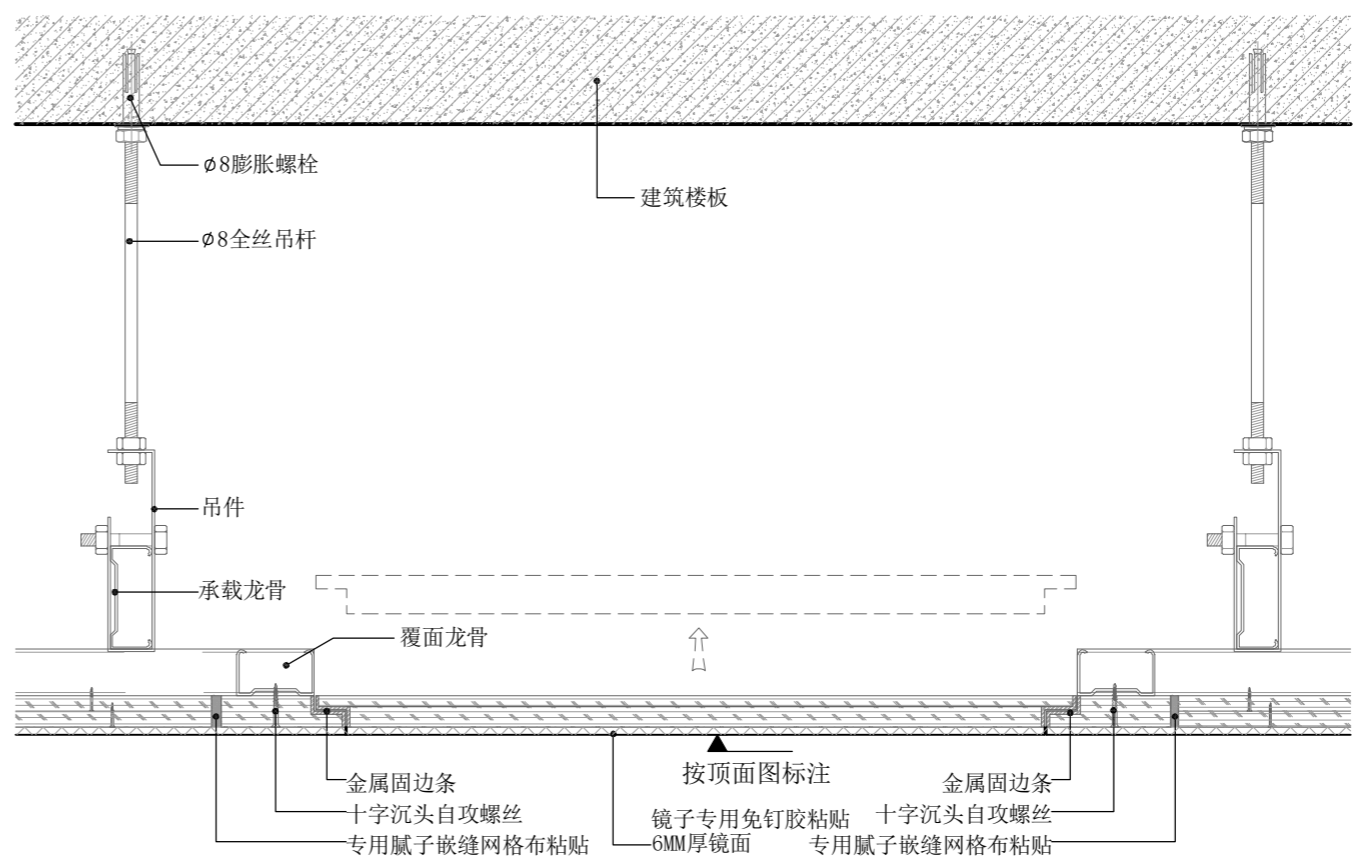 ø8膨胀螺栓
建筑楼板
ø8全丝吊杆
吊件
承载龙骨
覆面龙骨
按顶面图标注
金属固边条
十字沉头自攻螺丝
专用腻子嵌缝网格布粘贴
镜子专用免钉胶粘贴
6MM厚镜面
金属固边条
十字沉头自攻螺丝
专用腻子嵌缝网格布粘贴